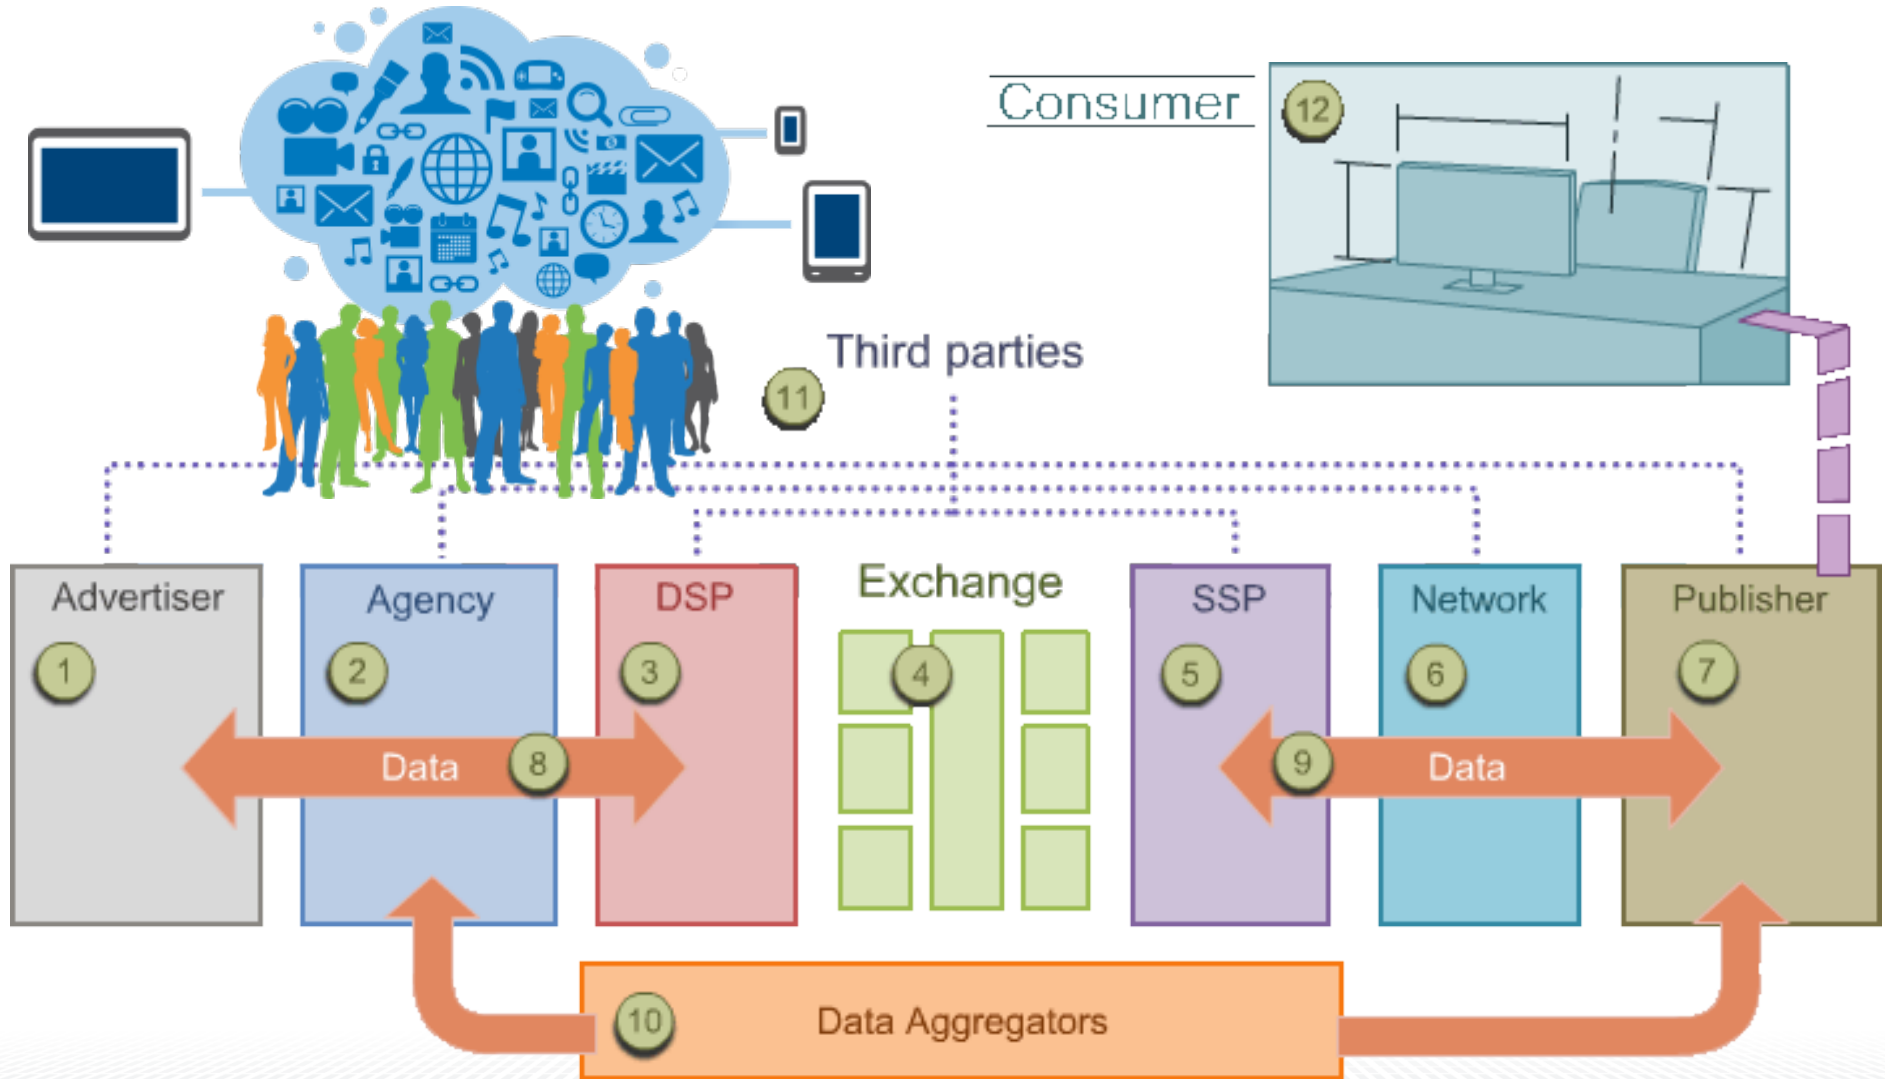 Consumer
12
Third parties
11
Advertiser
Agency
DSP
Exchange
SSP
Network
Publisher
1
2
3
4
5
6
7
Data
8
9
Data
10
Data Aggregators